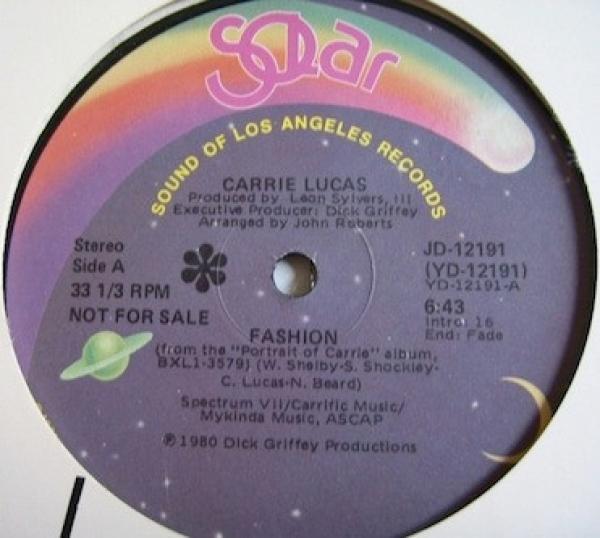 SOLAR
SOUND OF LOS ANGELES RECORDS
CARRIE LUCAS
Produced by Leon Sylvers, III
Executive Producer: Dick Griffey
Arranged by John Roberts
Stereo
Side A
33 1/3 RPM
NOT FOR SALE
JD-12191
(YD-12191)
YD-12191-A
6:43
Intro: 16
End: Fade
FASHION
(from the "Portrait of Carrie" album,
BXL1-3579) (W. Shelby-S. Shockley-
C. Lucas-N. Beard)
Spectrum VII/Carrific Music/
Mykinda Music, ASCAP
℗ 1980 Dick Griffey Productions